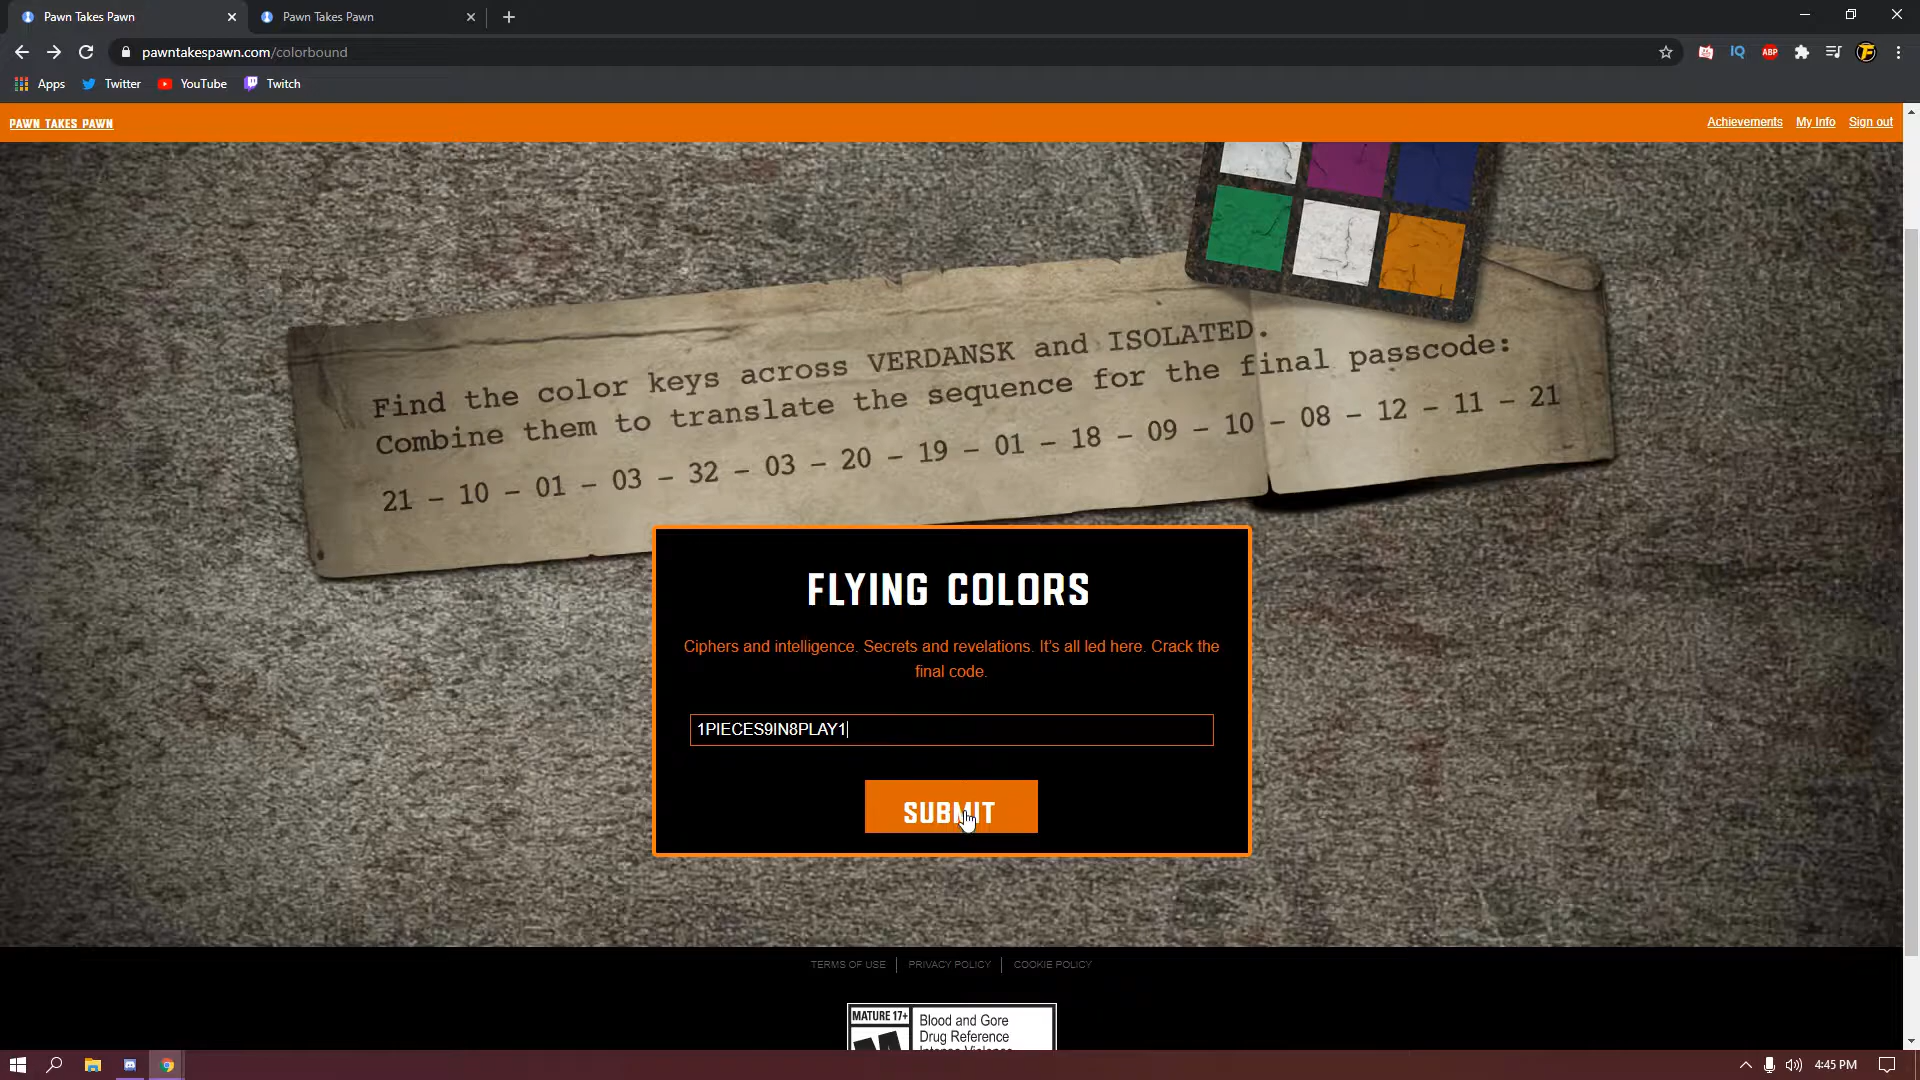 Pawn Takes Pawn
Pawn Takes Pawn
pawntakespawn.com/colorbound
IQ
ABP
Apps
Twitter
YouTube
Twitch
PAWN TAKES PAWN
Achievements
My Info
Sign out
Find the color keys across VERDANSK and ISOLATED.
Combine them to translate the sequence for the final passcode:
21 - 10 - 01 - 03 - 32 - 03 - 20 - 19 - 01 - 18 - 09 - 10 - 08 - 12 - 11 - 21
FLYING COLORS
Ciphers and intelligence. Secrets and revelations. It's all led here. Crack the
final code.
1PIECES9IN8PLAY1
SUBMIT
TERMS OF USE
PRIVACY POLICY
COOKIE POLICY
MATURE 17+
Blood and Gore
Drug Reference
4:45 PM